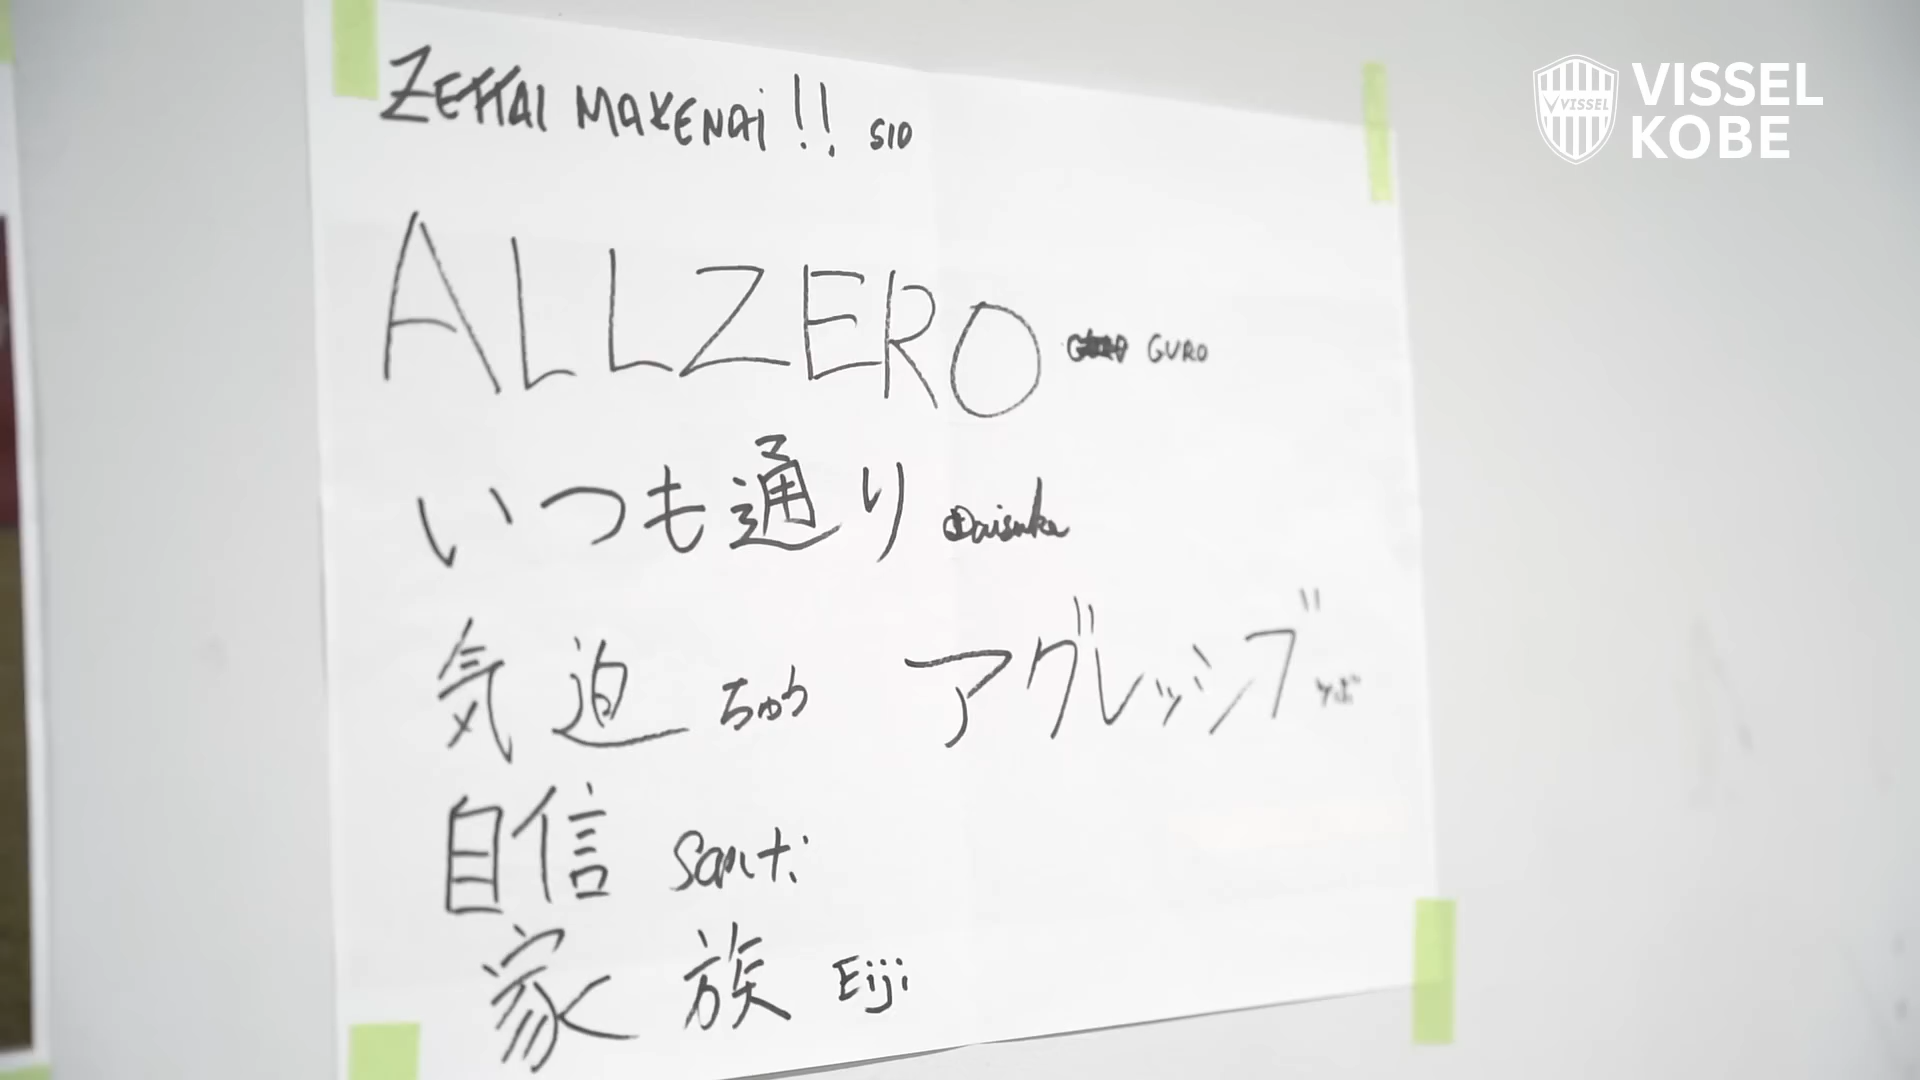 ZETTAI MAKENAI!! SIO
ALLZERO GURO
いつも通り Daisuke
気迫 ちゅう アグレッシブ
自信 Santi
家族 Eiji
VISSEL
VISSEL
KOBE